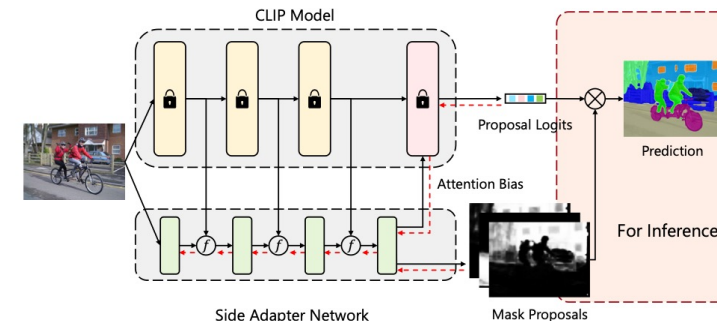 CLIP Model
Proposal Logits
Prediction
Attention Bias
f
f
f
For Inference
Side Adapter Network
Mask Proposals